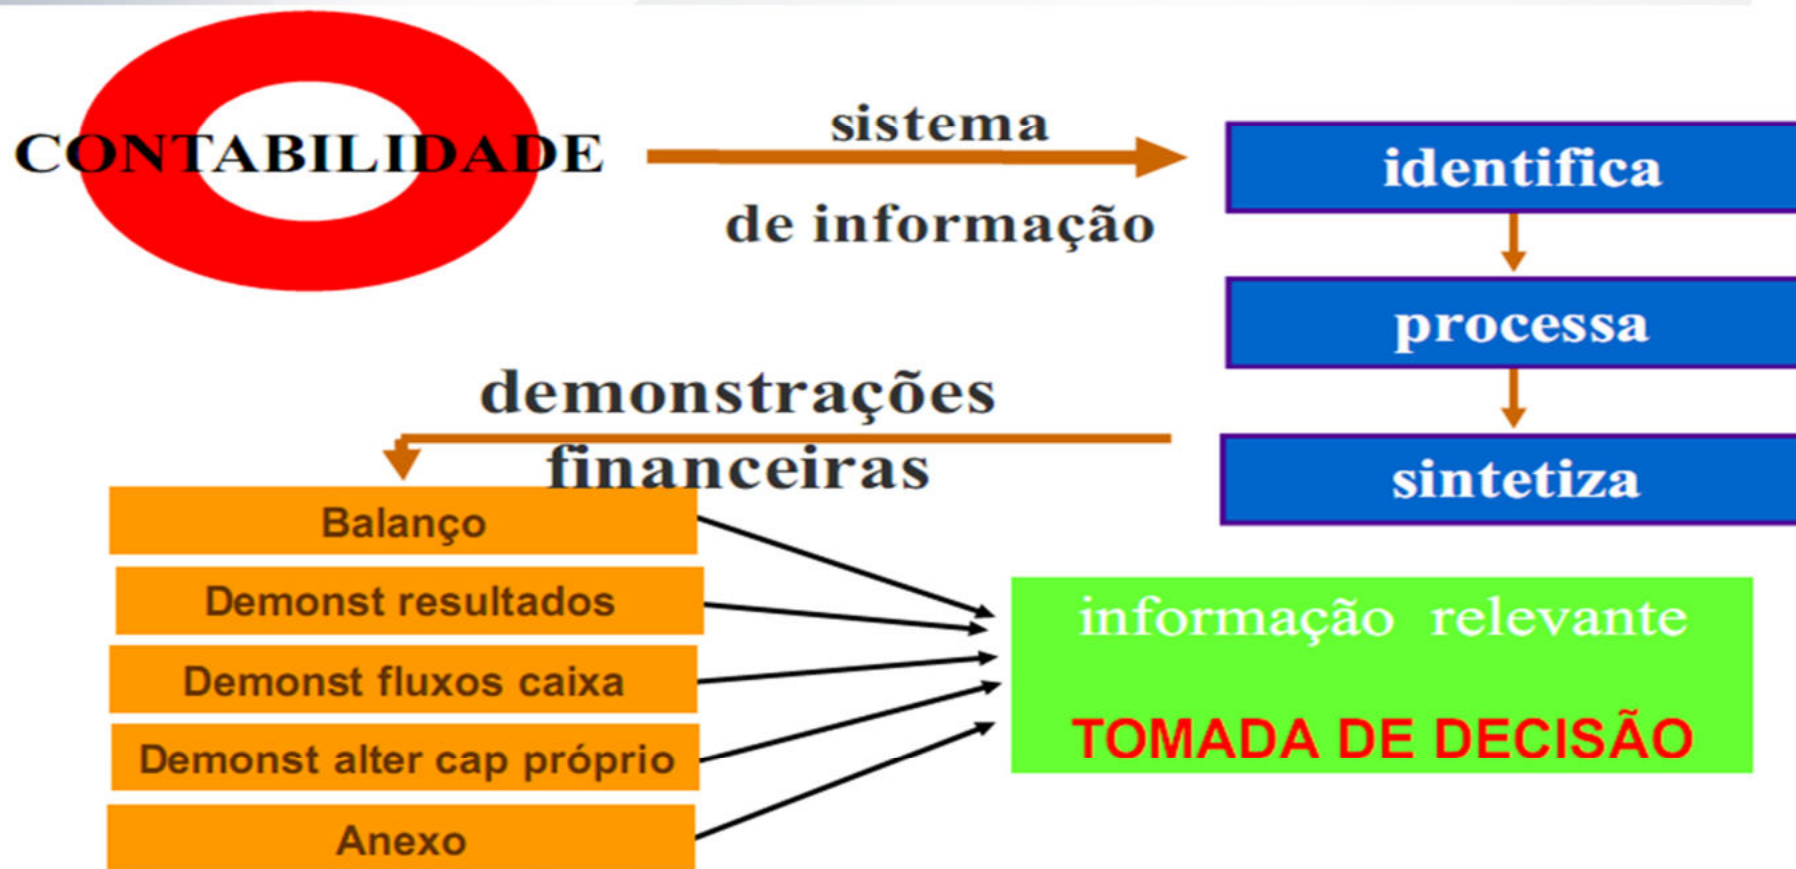 CONTABILIDADE
sistema
de informação
identifica
processa
sintetiza
demonstrações
financeiras
Balanço
Demonst resultados
Demonst fluxos caixa
Demonst alter cap próprio
Anexo
informação relevante
TOMADA DE DECISÃO